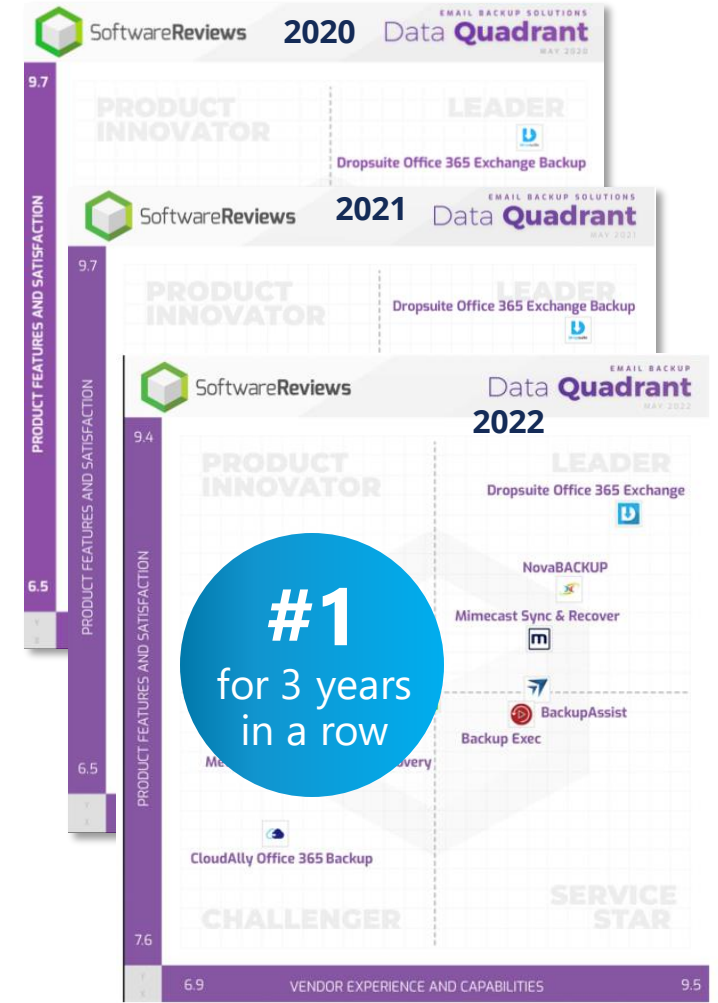 SoftwareReviews
2020
EMAIL BACKUP SOLUTIONS
Data Quadrant
MAY 2020
9.7
PRODUCT
INNOVATOR
LEADER
Dropsuite Office 365 Exchange Backup
PRODUCT FEATURES AND SATISFACTION
6.5
SoftwareReviews
2021
EMAIL BACKUP SOLUTIONS
Data Quadrant
MAY 2021
9.7
PRODUCT
INNOVATOR
LEADER
Dropsuite Office 365 Exchange Backup
PRODUCT FEATURES AND SATISFACTION
6.5
SoftwareReviews
EMAIL BACKUP
Data Quadrant
MAY 2022
2022
9.4
PRODUCT
INNOVATOR
LEADER
Dropsuite Office 365 Exchange
NovaBACKUP
Mimecast Sync & Recover
m
#1
for 3 years
in a row
BackupAssist
Backup Exec
CloudAlly Office 365 Backup
PRODUCT FEATURES AND SATISFACTION
CHALLENGER
SERVICE
STAR
7.6
6.9
VENDOR EXPERIENCE AND CAPABILITIES
9.5